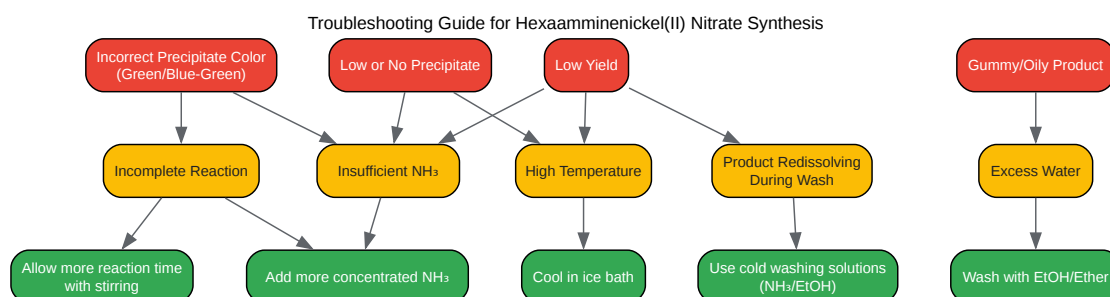 Troubleshooting Guide for Hexaamminenickel(II) Nitrate Synthesis
Incorrect Precipitate Color
(Green/Blue-Green)
Low or No Precipitate
Low Yield
Gummy/Oily Product
Incomplete Reaction
Insufficient NH₃
High Temperature
Product Redissolving
During Wash
Excess Water
Allow more reaction time
with stirring
Add more concentrated NH₃
Cool in ice bath
Use cold washing solutions
(NH₃/EtOH)
Wash with EtOH/Ether